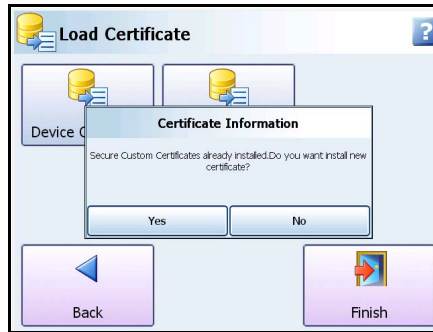 Load Certificate
?
Device C
Certificate Information
Secure Custom Certificates already installed.Do you want install new
certificate?
Yes
No
Back
Finish